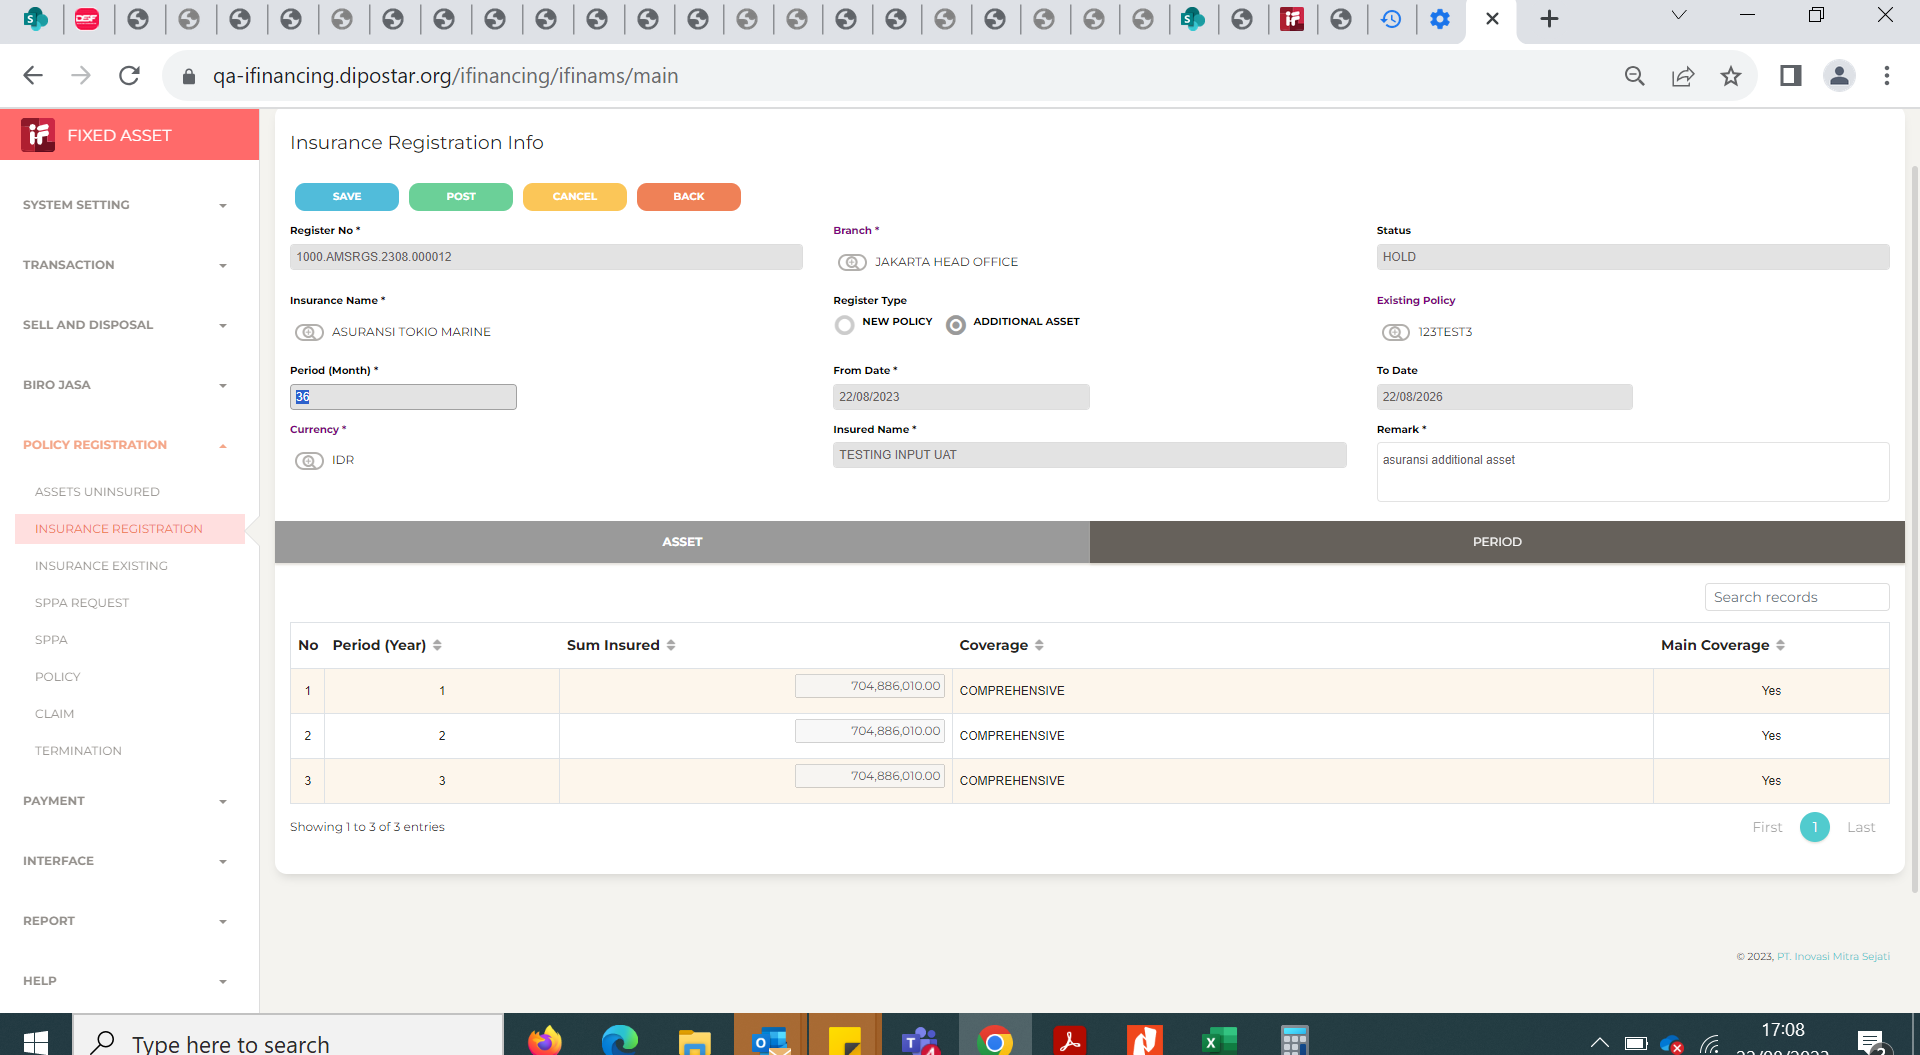 qa-ifinancing.dipostar.org/ifinancing/ifinams/main
FIXED ASSET
SYSTEM SETTING
TRANSACTION
SELL AND DISPOSAL
BIRO JASA
POLICY REGISTRATION
ASSETS UNINSURED
INSURANCE REGISTRATION
INSURANCE EXISTING
SPPA REQUEST
SPPA
POLICY
CLAIM
TERMINATION
PAYMENT
INTERFACE
REPORT
HELP
Insurance Registration Info
SAVE POST CANCEL BACK
Register No * Branch * Status
1000.AMSRGS.2308.000012 JAKARTA HEAD OFFICE HOLD
Insurance Name * Register Type Existing Policy
ASURANSI TOKIO MARINE NEW POLICY ADDITIONAL ASSET 123TEST3
Period (Month) * From Date * To Date
36 22/08/2023 22/08/2026
Currency * Insured Name * Remark *
IDR TESTING INPUT UAT asuransi additional asset
ASSET PERIOD
Search records
No Period (Year) Sum Insured Coverage Main Coverage
1 1 704,886,010.00 COMPREHENSIVE Yes
2 2 704,886,010.00 COMPREHENSIVE Yes
3 3 704,886,010.00 COMPREHENSIVE Yes
Showing 1 to 3 of 3 entries First 1 Last
© 2023, PT. Inovasi Mitra Sejati
Type here to search
17:08